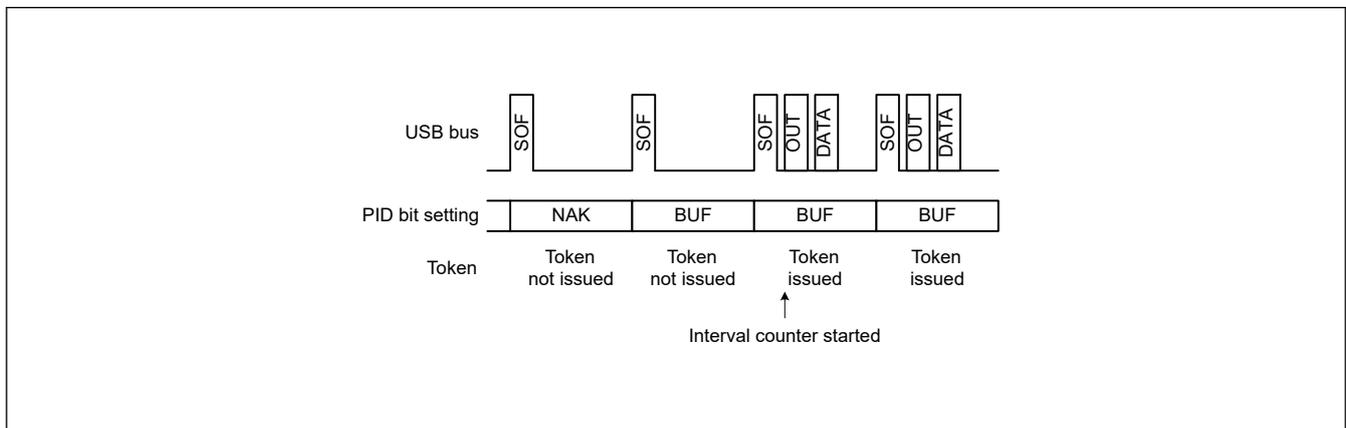 USB bus
SOF SOF SOF OUT DATA SOF OUT DATA
PID bit setting NAK BUF BUF BUF
Token Token not issued Token not issued Token issued Token issued
Interval counter started